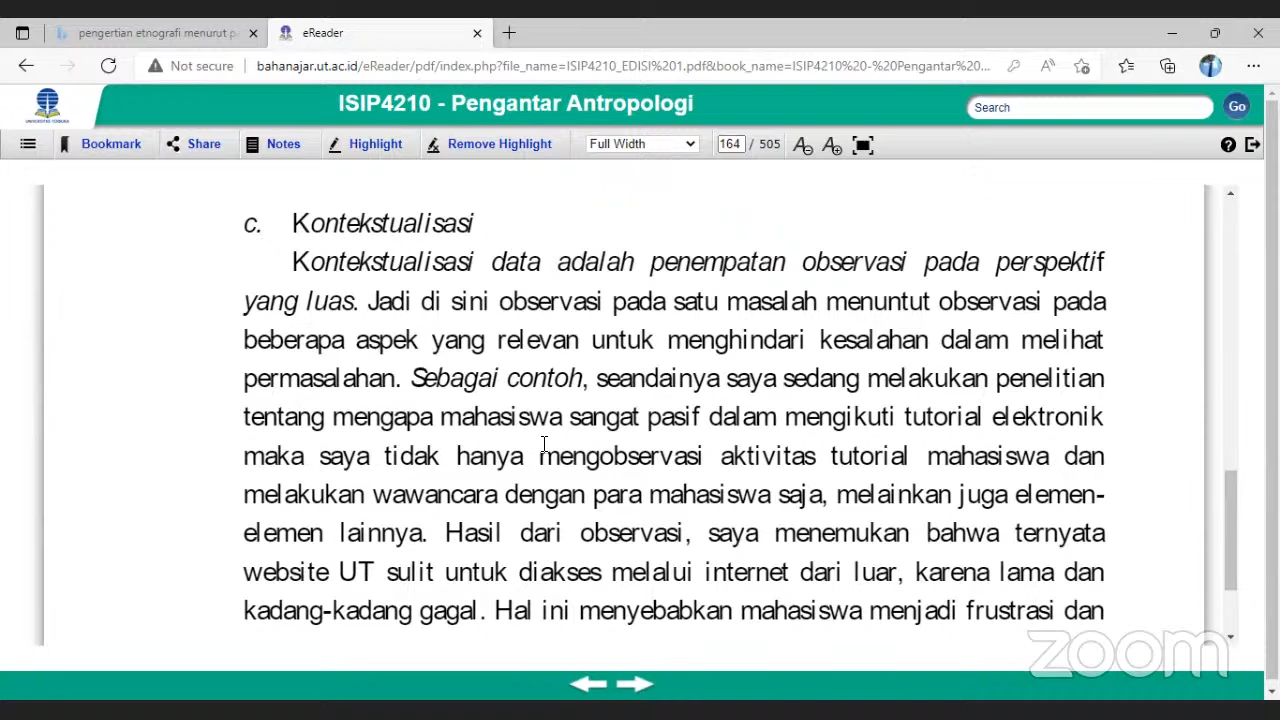 pengertian etnografi menurut p
eReader
Not secure
bahanajar.ut.ac.id/eReader/pdf/index.php?file_name=ISIP4210_EDISI%201.pdf&book_name=ISIP4210%20-%20Pengantar%20...
ISIP4210 - Pengantar Antropologi
Search
Go
UNIVERSITAS TERBUKA
Bookmark
Share
Notes
Highlight
Remove Highlight
Full Width
164 / 505
c. Kontekstualisasi
Kontekstualisasi data adalah penempatan observasi pada perspektif
yang luas. Jadi di sini observasi pada satu masalah menuntut observasi pada
beberapa aspek yang relevan untuk menghindari kesalahan dalam melihat
permasalahan. Sebagai contoh, seandainya saya sedang melakukan penelitian
tentang mengapa mahasiswa sangat pasif dalam mengikuti tutorial elektronik
maka saya tidak hanya mengobservasi aktivitas tutorial mahasiswa dan
melakukan wawancara dengan para mahasiswa saja, melainkan juga elemen-
elemen lainnya. Hasil dari observasi, saya menemukan bahwa ternyata
website UT sulit untuk diakses melalui internet dari luar, karena lama dan
kadang-kadang gagal. Hal ini menyebabkan mahasiswa menjadi frustrasi dan
zoom